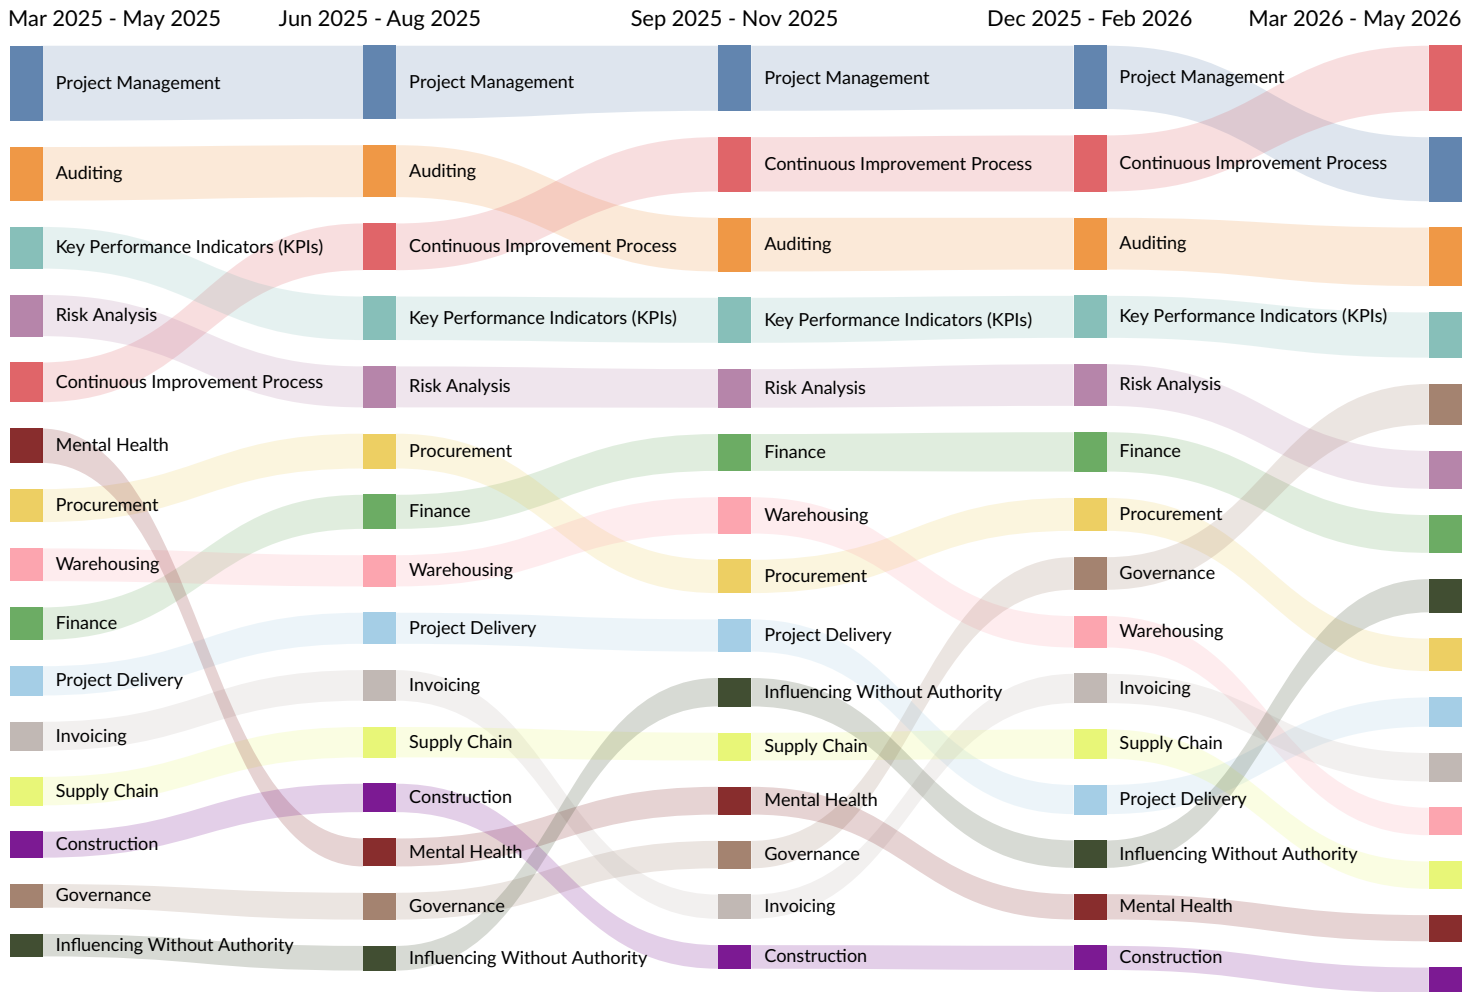 Mar 2025 - May 2025
Jun 2025 - Aug 2025
Sep 2025 - Nov 2025
Dec 2025 - Feb 2026
Mar 2026 - May 2026
Project Management
Auditing
Key Performance Indicators (KPIs)
Risk Analysis
Continuous Improvement Process
Mental Health
Procurement
Warehousing
Finance
Project Delivery
Invoicing
Supply Chain
Construction
Governance
Influencing Without Authority
Project Management
Auditing
Continuous Improvement Process
Key Performance Indicators (KPIs)
Risk Analysis
Procurement
Finance
Warehousing
Project Delivery
Invoicing
Supply Chain
Construction
Mental Health
Governance
Influencing Without Authority
Project Management
Continuous Improvement Process
Auditing
Key Performance Indicators (KPIs)
Risk Analysis
Finance
Warehousing
Procurement
Project Delivery
Influencing Without Authority
Supply Chain
Mental Health
Governance
Invoicing
Construction
Project Management
Continuous Improvement Process
Auditing
Key Performance Indicators (KPIs)
Risk Analysis
Finance
Procurement
Governance
Warehousing
Invoicing
Supply Chain
Project Delivery
Influencing Without Authority
Mental Health
Construction